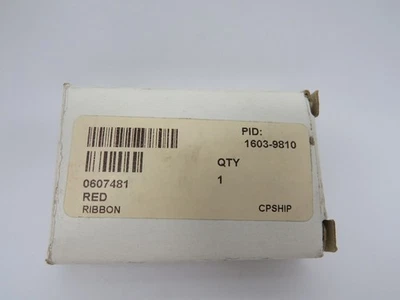 PID:
1603-9810
QTY
0607481 1
RED
RIBBON CPSHIP